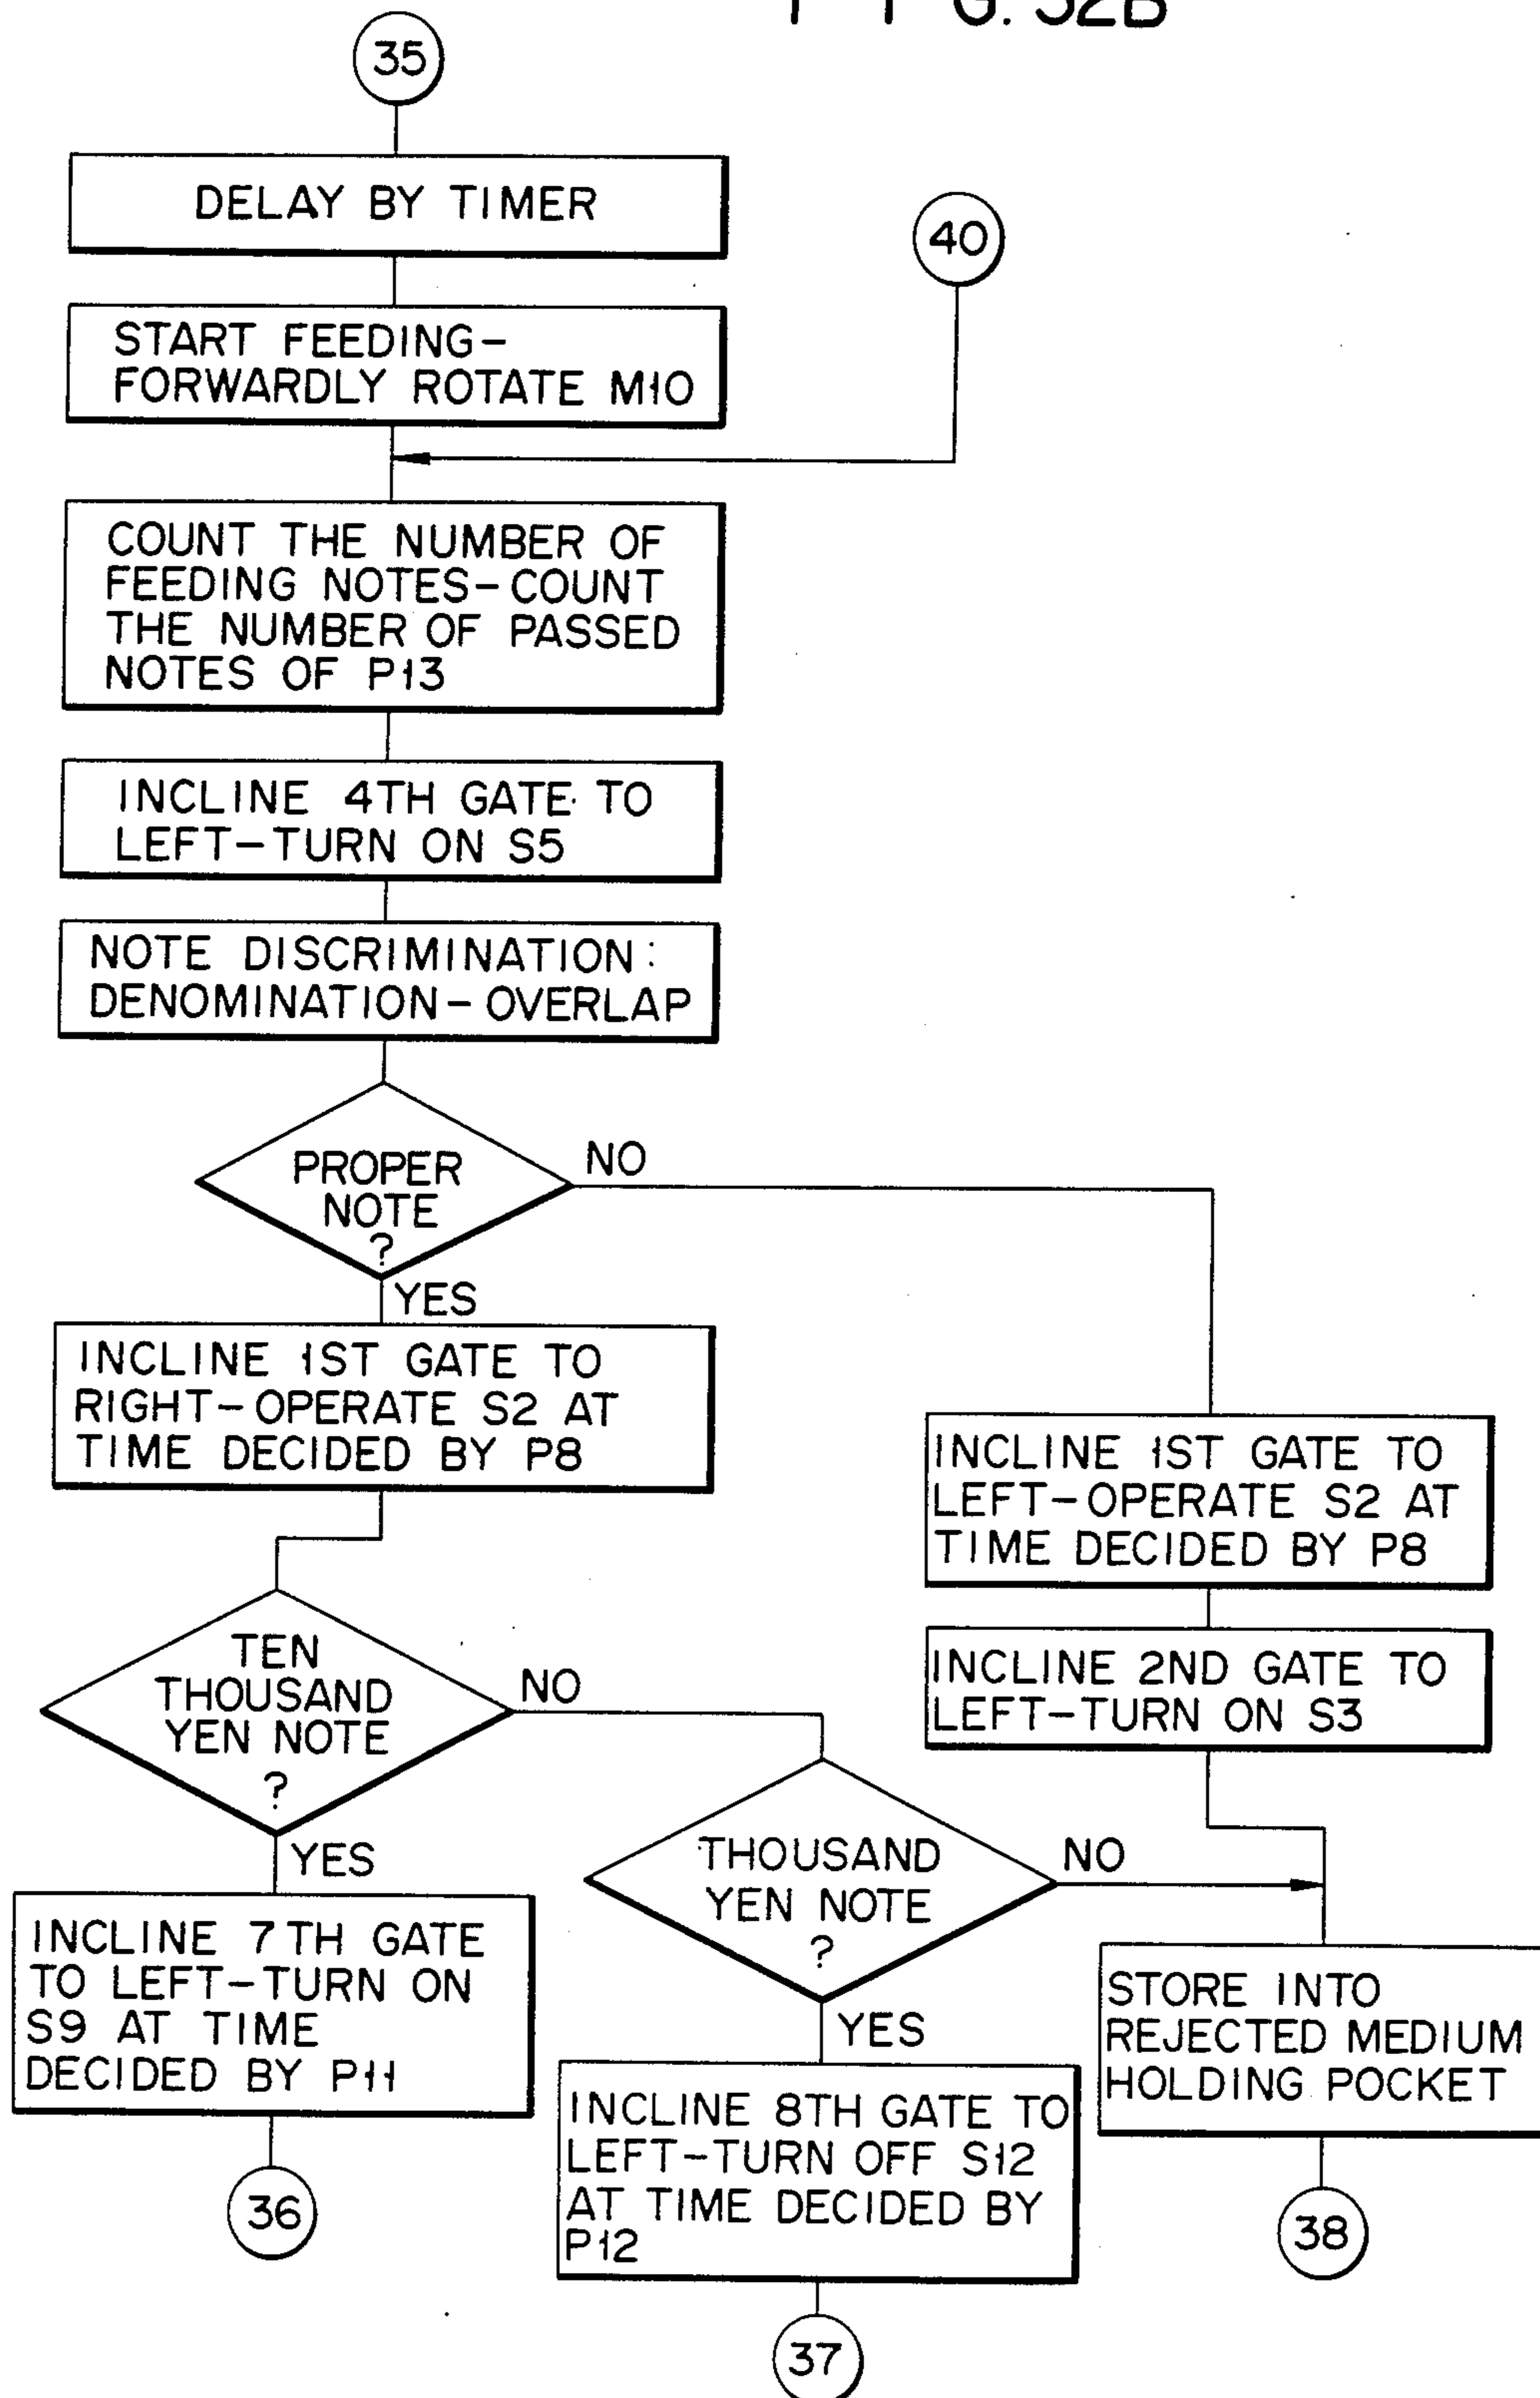 FIG. 32B
35
DELAY BY TIMER
40
START FEEDING-
FORWARDLY ROTATE M10
COUNT THE NUMBER OF
FEEDING NOTES-COUNT
THE NUMBER OF PASSED
NOTES OF P13
INCLINE 4TH GATE TO
LEFT-TURN ON S5
NOTE DISCRIMINATION:
DENOMINATION-OVERLAP
PROPER
NOTE
?
NO
YES
INCLINE 1ST GATE TO
RIGHT-OPERATE S2 AT
TIME DECIDED BY P8
INCLINE 1ST GATE TO
LEFT-OPERATE S2 AT
TIME DECIDED BY P8
INCLINE 2ND GATE TO
LEFT-TURN ON S3
TEN
THOUSAND
YEN NOTE
?
NO
YES
THOUSAND
YEN NOTE
?
NO
YES
INCLINE 7TH GATE
TO LEFT-TURN ON
S9 AT TIME
DECIDED BY P11
INCLINE 8TH GATE TO
LEFT-TURN OFF S12
AT TIME DECIDED BY
P12
STORE INTO
REJECTED MEDIUM
HOLDING POCKET
36
37
38